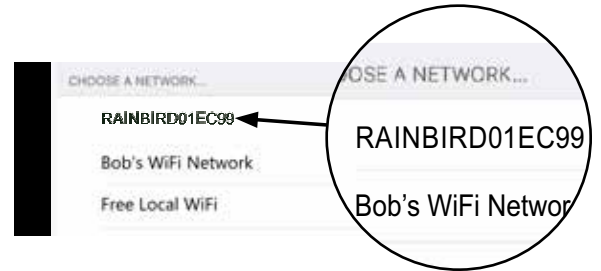 CHOOSE A NETWORK...
RAINBIRD01EC99
Bob's WiFi Network
Free Local WiFi
OSE A NETWORK...
RAINBIRD01EC99
Bob's WiFi Networ